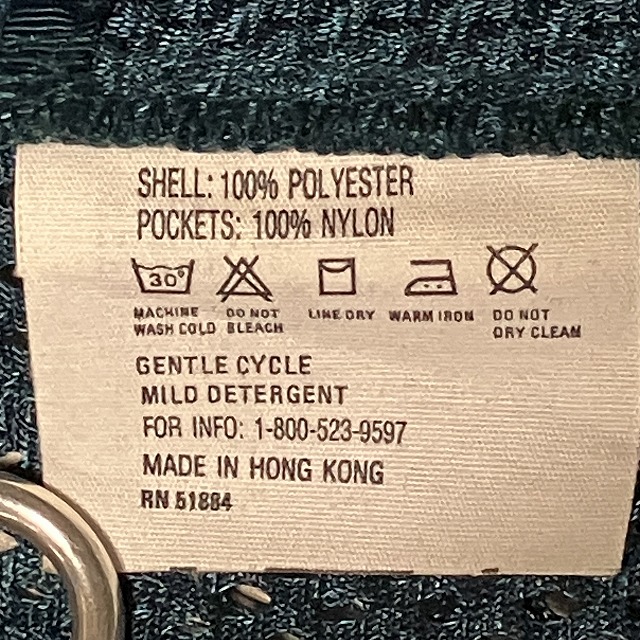 SHELL: 100% POLYESTER
POCKETS: 100% NYLON
30°
MACHINE WASH COLD
DO NOT BLEACH
LINE DRY
WARM IRON
DO NOT DRY CLEAN
GENTLE CYCLE
MILD DETERGENT
FOR INFO: 1-800-523-9597
MADE IN HONG KONG
RN 51884